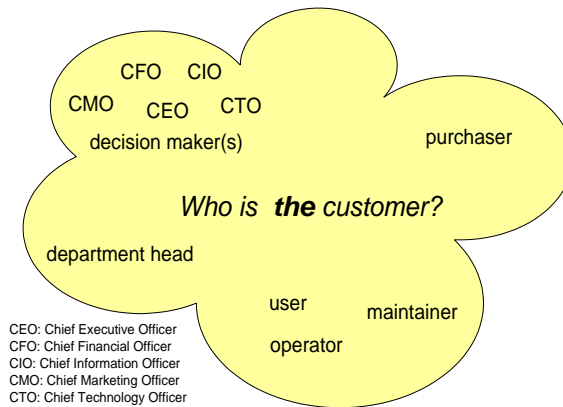 CFO CIO
CMO CEO CTO
decision maker(s)
purchaser
Who is the customer?
department head
user
maintainer
operator
CEO: Chief Executive Officer
CFO: Chief Financial Officer
CIO: Chief Information Officer
CMO: Chief Marketing Officer
CTO: Chief Technology Officer